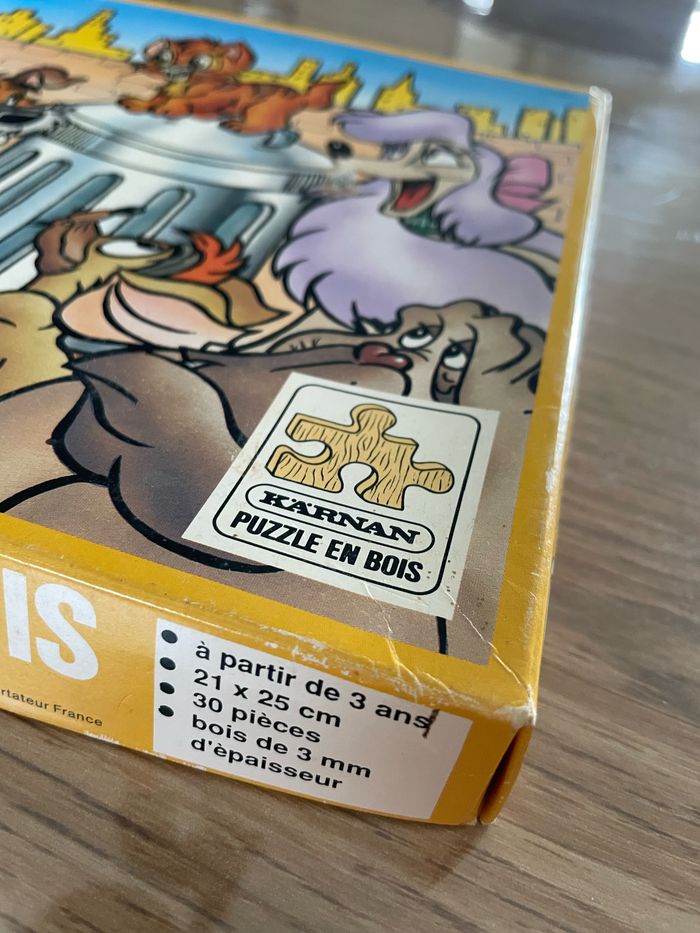 KÄRNAN
PUZZLE EN BOIS
IS
rtateur France
à partir de 3 ans
21 x 25 cm
30 pièces
bois de 3 mm
d'èpaisseur